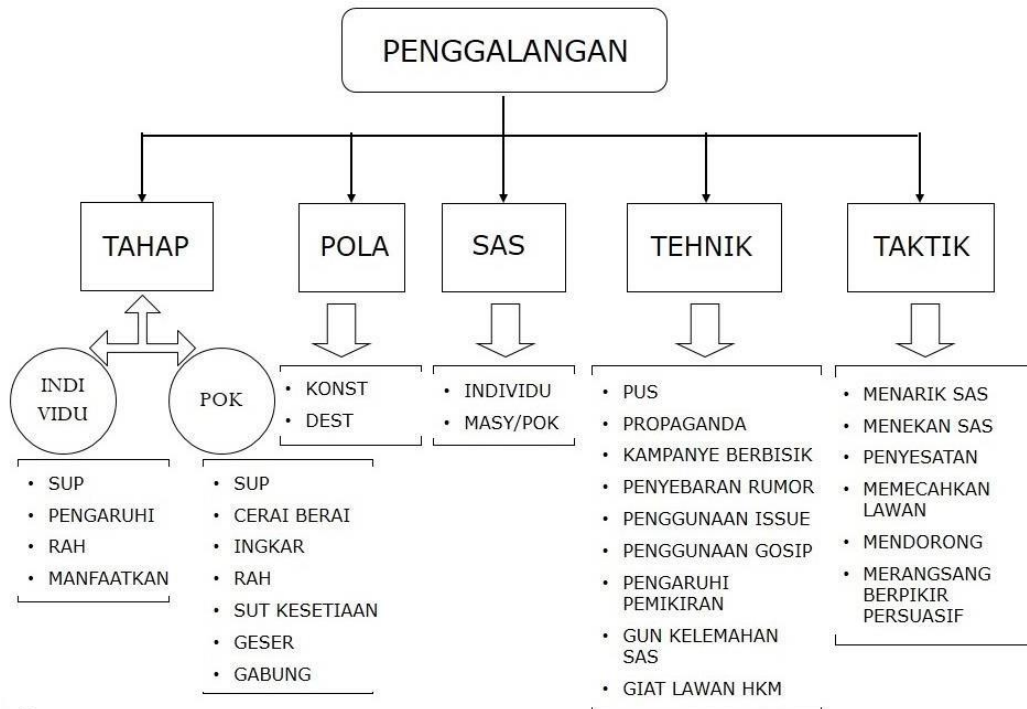 PENGGALANGAN
TAHAP
POLA
SAS
TEHNIK
TAKTIK
INDI
VIDU
POK
• SUP
• PENGARUHI
• RAH
• MANFAATKAN
• SUP
• CERAI BERAI
• INGKAR
• RAH
• SUT KESETIAAN
• GESER
• GABUNG
• KONST
• DEST
• INDIVIDU
• MASY/POK
• PUS
• PROPAGANDA
• KAMPANYE BERBISIK
• PENYEBARAN RUMOR
• PENGGUNAAN ISSUE
• PENGGUNAAN GOSIP
• PENGARUHI
PEMIKIRAN
• GUN KELEMAHAN
SAS
• GIAT LAWAN HKM
• MENARIK SAS
• MENEKAN SAS
• PENYESATAN
• MEMECAHKAN
LAWAN
• MENDORONG
• MERANGSANG
BERPIKIR
PERSUASIF